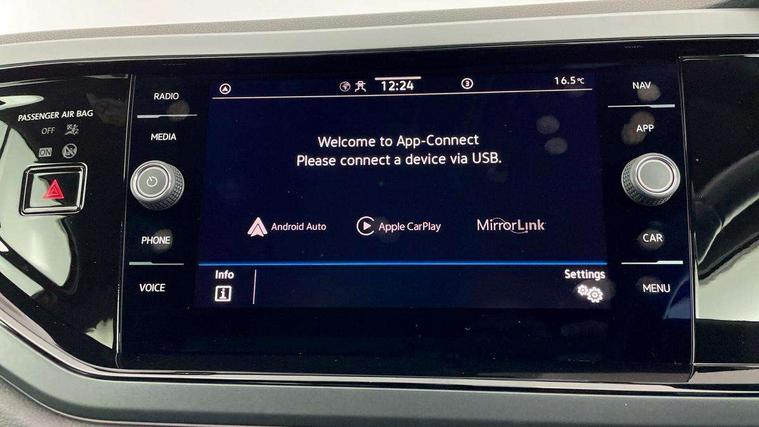 PASSENGER AIR BAG
OFF
ON
RADIO
MEDIA
PHONE
VOICE
12:24
3
16.5°C
Welcome to App-Connect
Please connect a device via USB.
Android Auto
Apple CarPlay
MirrorLink
Info
i
Settings
NAV
APP
CAR
MENU